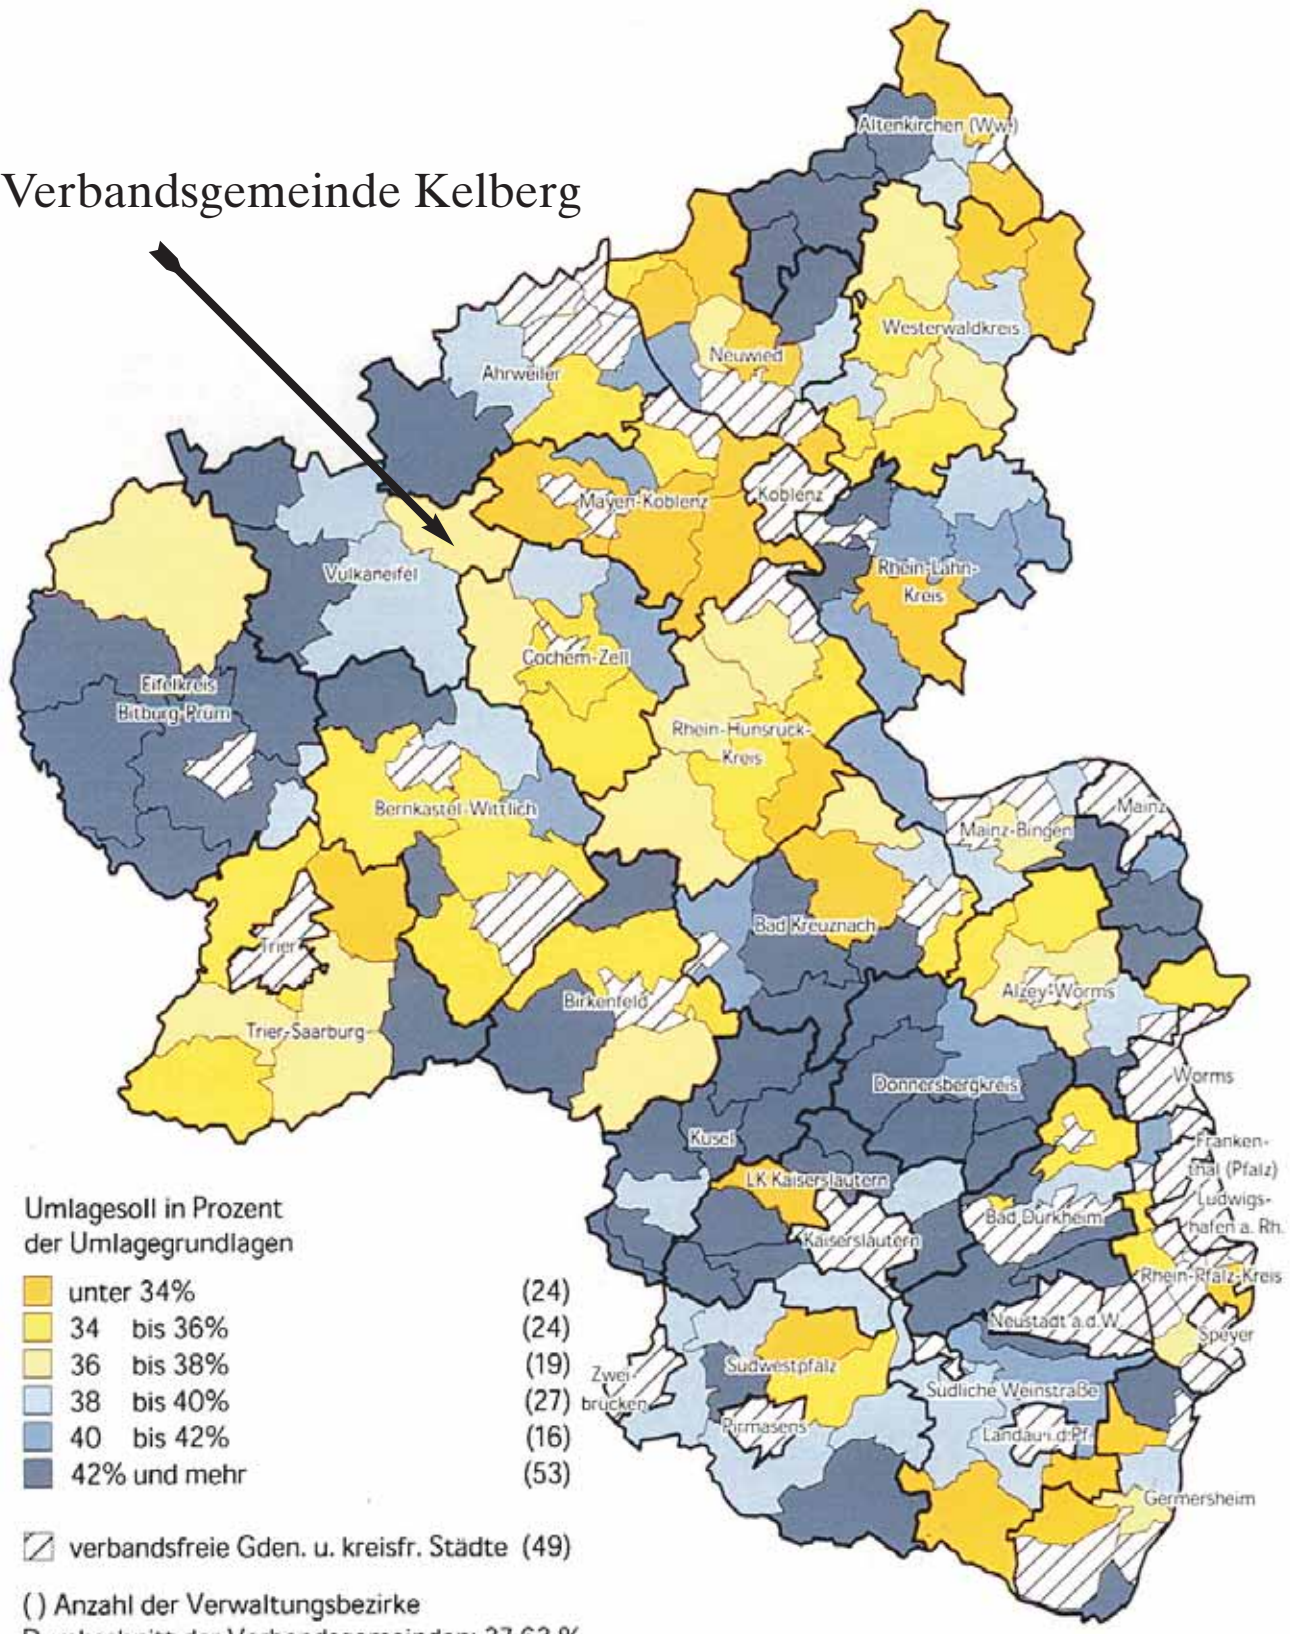 Verbandsgemeinde Kelberg
Altenkirchen (Ww.)
Westerwaldkreis
Neuwied
Ahrweiler
Mayen-Koblenz
Koblenz
Rhein-Lahn-
Kreis
Vulkaneifel
Cochem-Zell
Eifelkreis
Bitburg-Prüm
Rhein-Hunsrück-
Kreis
Bernkastel-Wittlich
Mainz
Mainz-Bingen
Bad Kreuznach
Trier
Birkenfeld
Alzey-Worms
Trier-Saarburg
Worms
Donnersbergkreis
Kusel
Franken-
thal (Pfalz)
LK Kaiserslautern
Ludwigs-
hafen a. Rh.
Bad Dürkheim
Kaiserslautern
Rhein-Pfalz-Kreis
Neustadt a.d.W.
Speyer
Südwestpfalz
Zwei-
brücken
Südliche Weinstraße
Pirmasens
Landau i.d.Pf.
Germersheim
Umlagesoll in Prozent
der Umlagegrundlagen
unter 34% (24)
34 bis 36% (24)
36 bis 38% (19)
38 bis 40% (27)
40 bis 42% (16)
42% und mehr (53)
verbandsfreie Gden. u. kreisfr. Städte (49)
( ) Anzahl der Verwaltungsbezirke
Durchschnitt der Verbandsgemeinden: 37,63 %